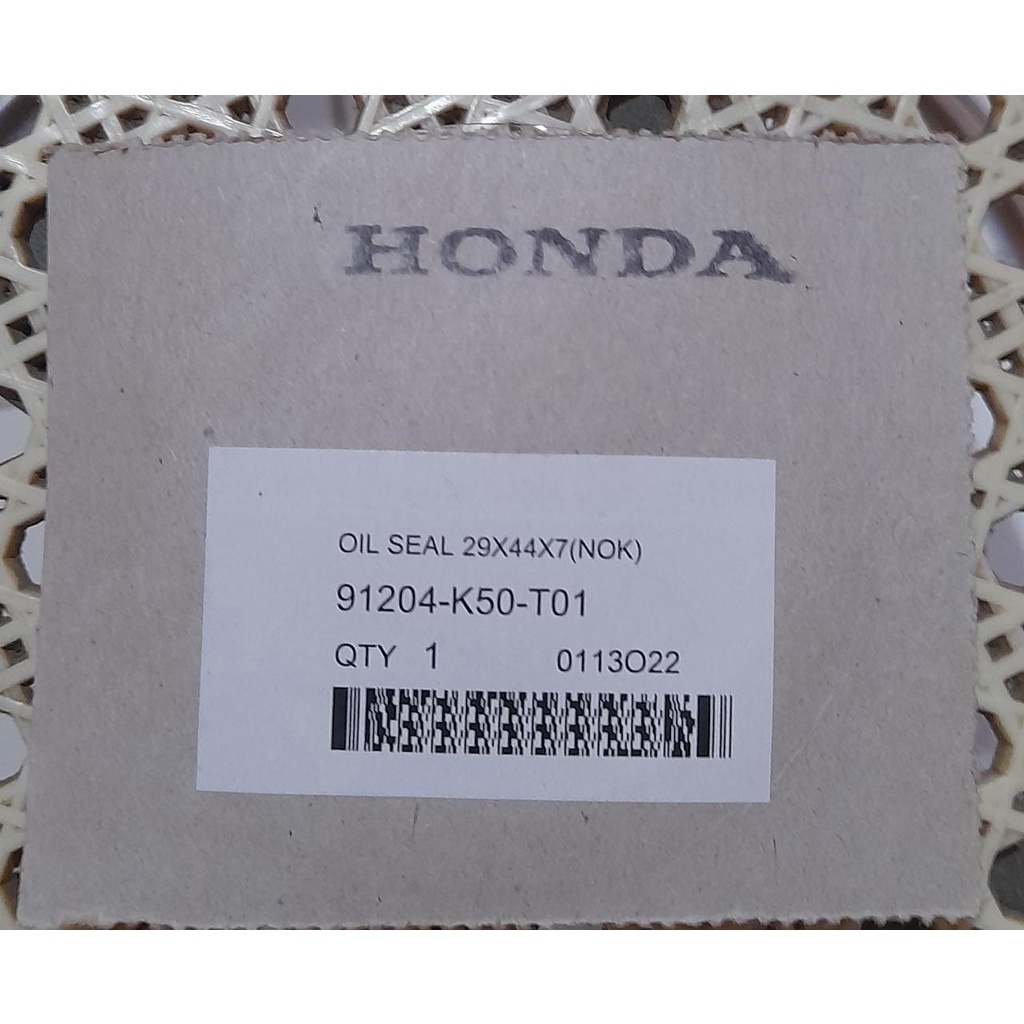 HONDA
OIL SEAL 29X44X7(NOK)
91204-K50-T01
QTY 1 0113O22